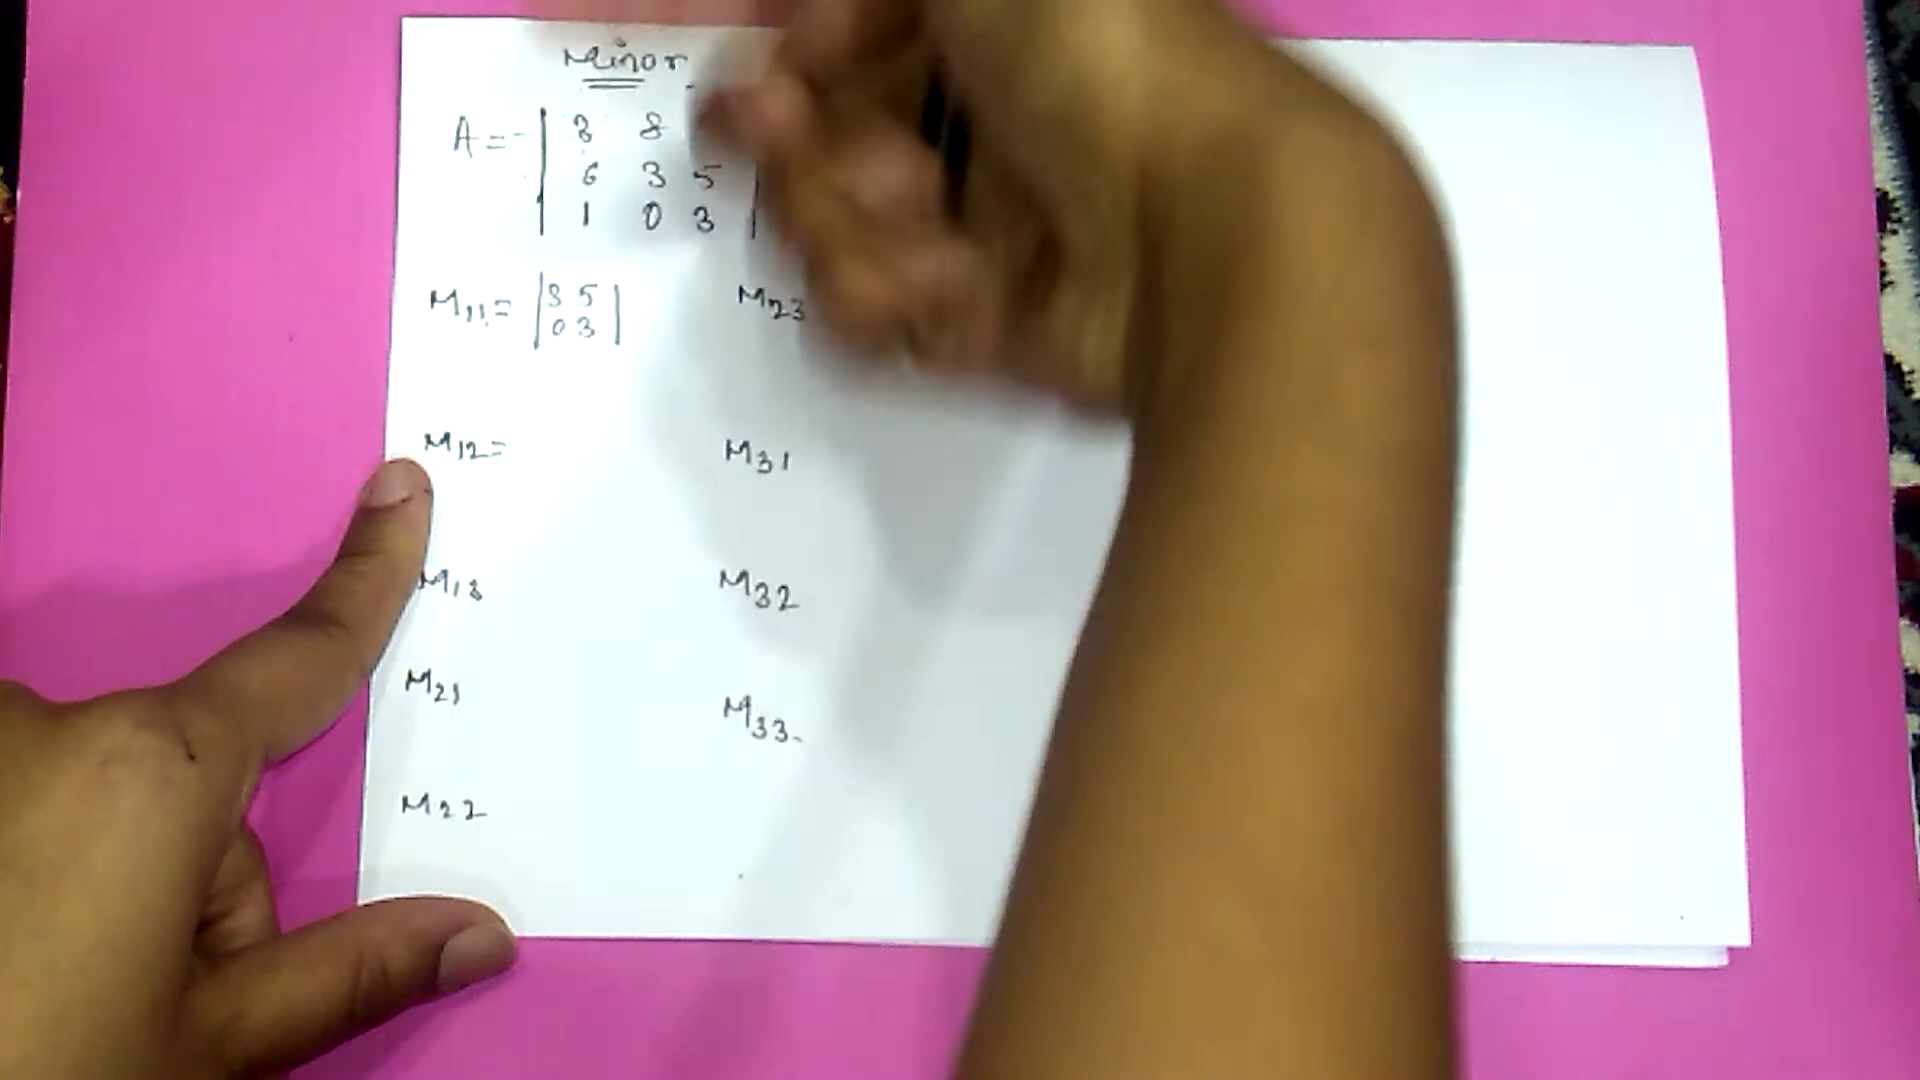 Minor
A = | 3 8
6 3 5
1 0 3 |
M11 = | 3 5 |
0 3
M23
M12 =
M31
M13
M32
M21
M33
M22